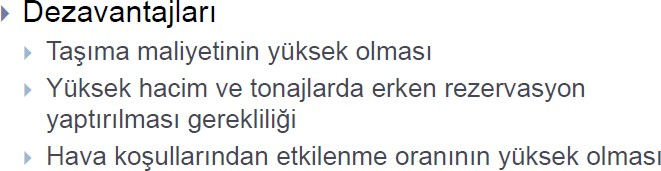 Dezavantajları
Taşıma maliyetinin yüksek olması
Yüksek hacim ve tonajlarda erken rezervasyon
yaptırılması gerekliliği
Hava koşullarından etkilenme oranının yüksek olması